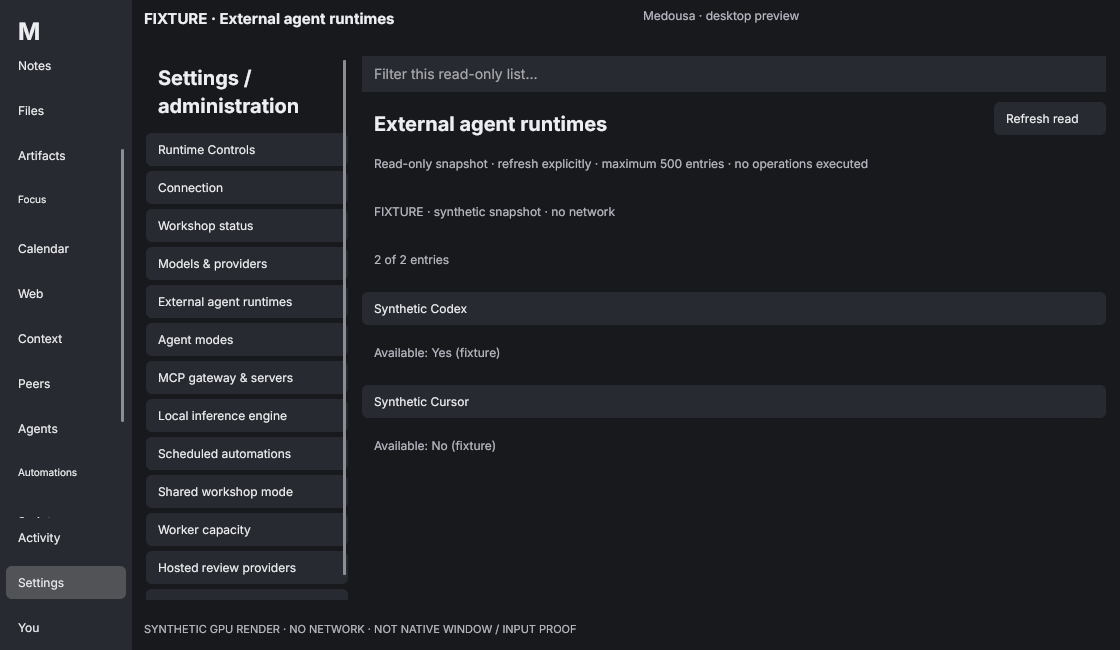 M
Notes
Files
Artifacts
Focus
Calendar
Web
Context
Peers
Agents
Automations
Activity
Settings
You
FIXTURE · External agent runtimes
Medousa · desktop preview
Settings /
administration
Runtime Controls
Connection
Workshop status
Models & providers
External agent runtimes
Agent modes
MCP gateway & servers
Local inference engine
Scheduled automations
Shared workshop mode
Worker capacity
Hosted review providers
Filter this read-only list...
External agent runtimes
Refresh read
Read-only snapshot · refresh explicitly · maximum 500 entries · no operations executed
FIXTURE · synthetic snapshot · no network
2 of 2 entries
Synthetic Codex
Available: Yes (fixture)
Synthetic Cursor
Available: No (fixture)
SYNTHETIC GPU RENDER · NO NETWORK · NOT NATIVE WINDOW / INPUT PROOF